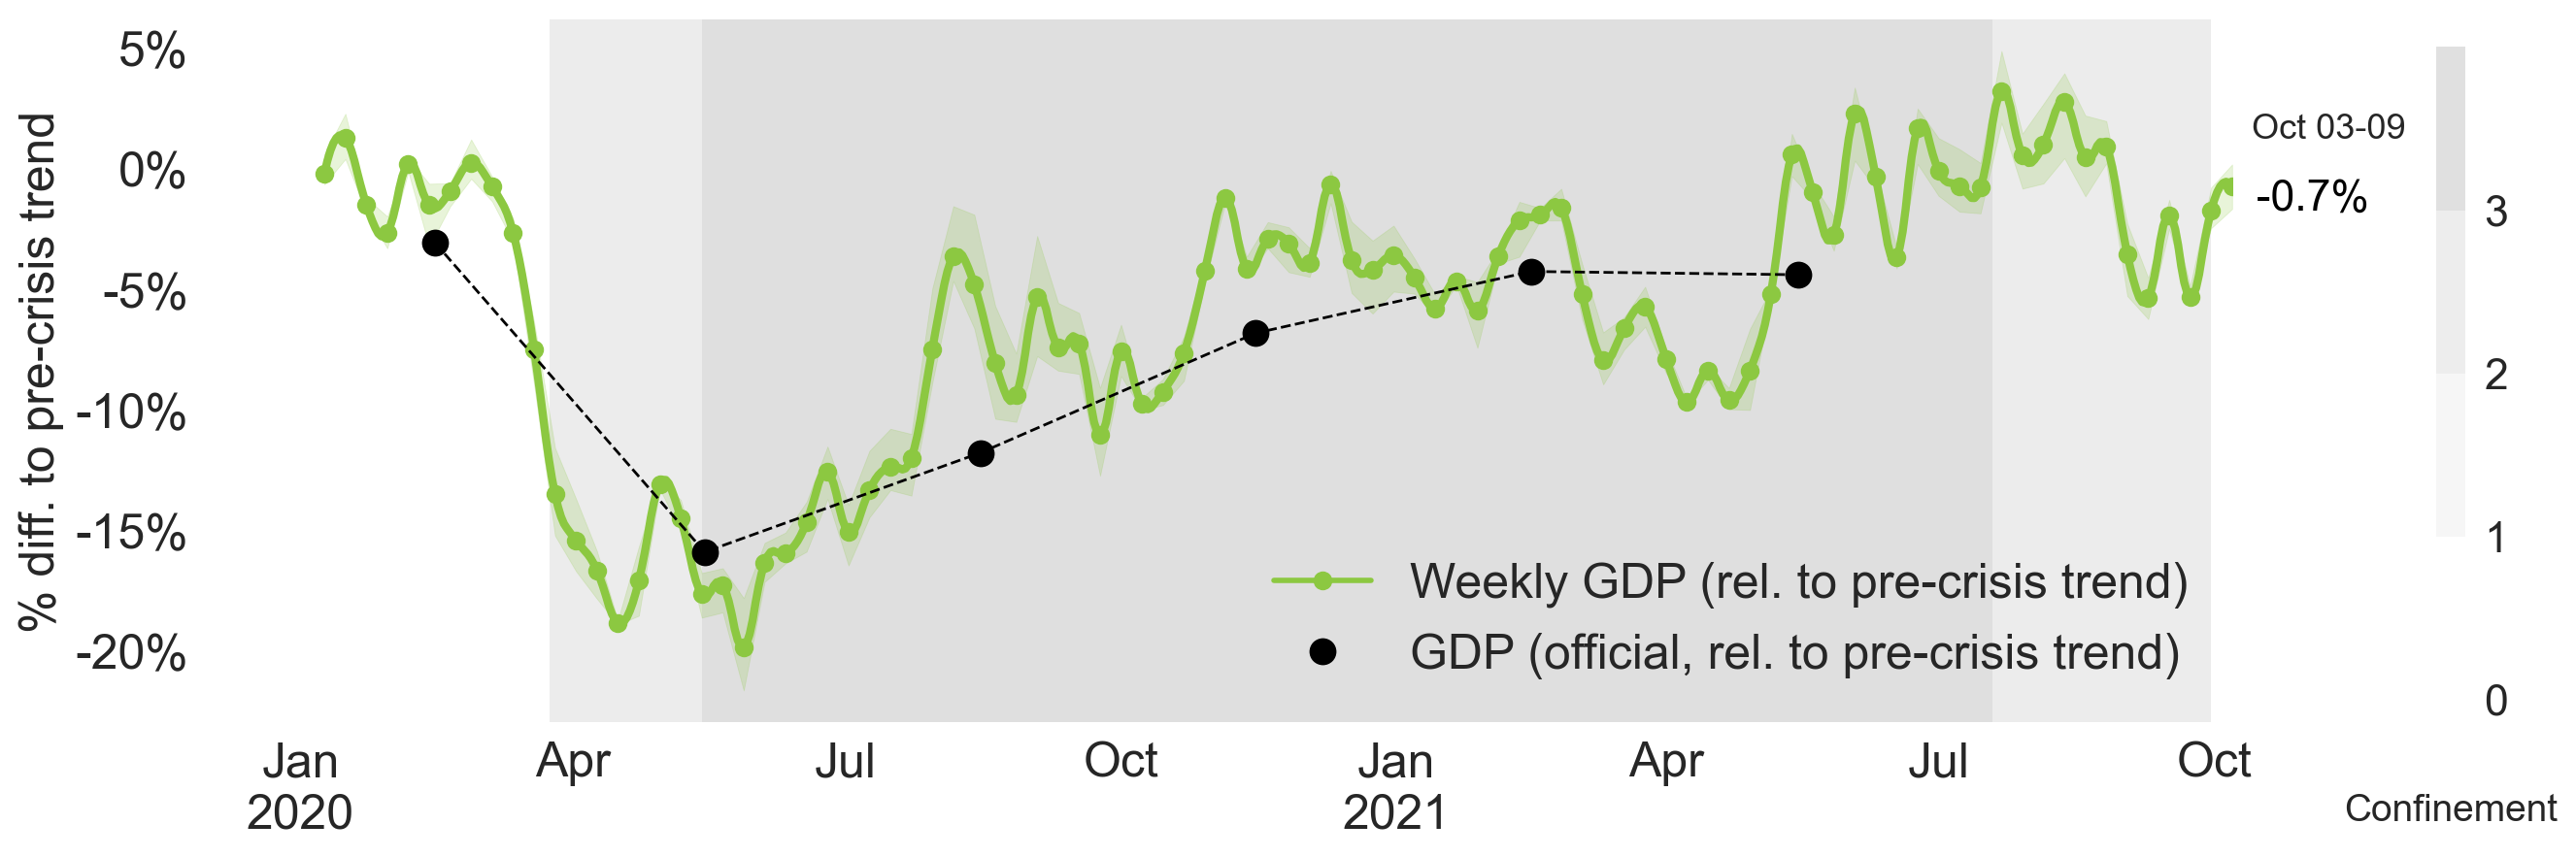 % diff. to pre-crisis trend
5%
0%
-5%
-10%
-15%
-20%
Jan
2020
Apr
Jul
Oct
Jan
2021
Apr
Jul
Oct
Weekly GDP (rel. to pre-crisis trend)
GDP (official, rel. to pre-crisis trend)
Oct 03-09
-0.7%
3
2
1
0
Confinement